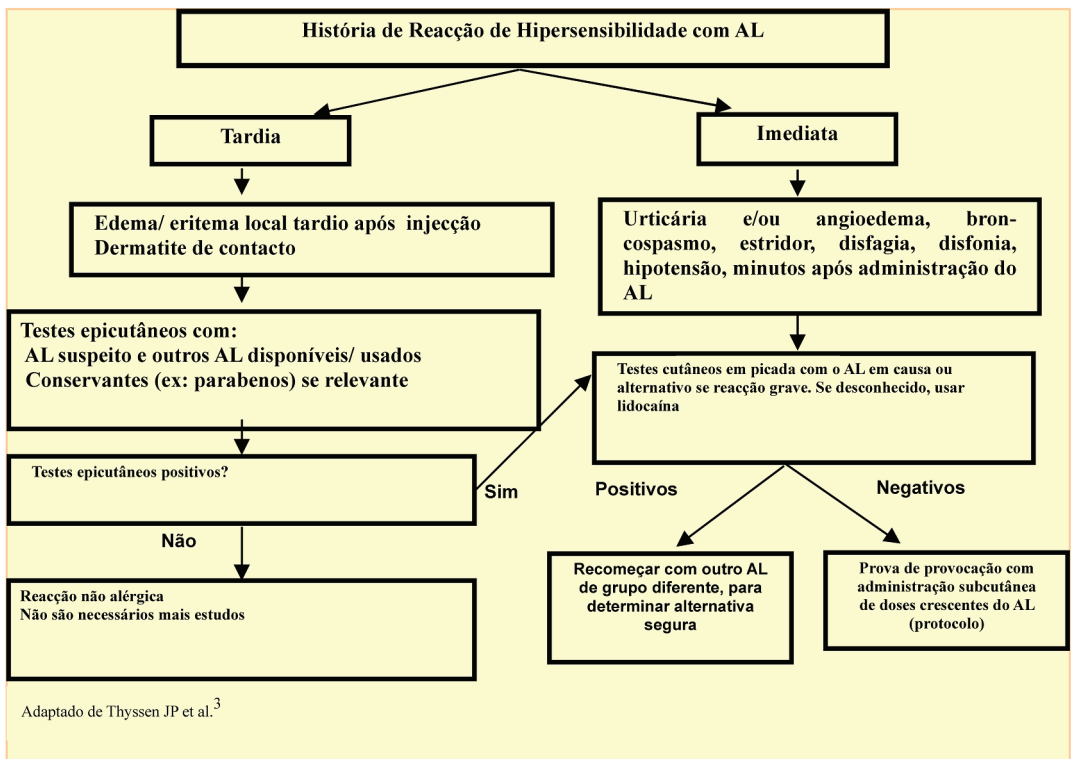 História de Reacção de Hipersensibilidade com AL
Tardia
Imediata
Edema/ eritema local tardio após injecção
Dermatite de contacto
Urticária e/ou angioedema, bron-
cospasmo, estridor, disfagia, disfonia,
hipotensão, minutos após administração do
AL
Testes epicutâneos com:
AL suspeito e outros AL disponíveis/ usados
Conservantes (ex: parabenos) se relevante
Testes cutâneos em picada com o AL em causa ou
alternativo se reacção grave. Se desconhecido, usar
lidocaína
Testes epicutâneos positivos?
Sim
Positivos
Negativos
Não
Recomeçar com outro AL
de grupo diferente, para
determinar alternativa
segura
Prova de provocação com
administração subcutânea
de doses crescentes do AL
(protocolo)
Reacção não alérgica
Não são necessários mais estudos
Adaptado de Thyssen JP et al.3